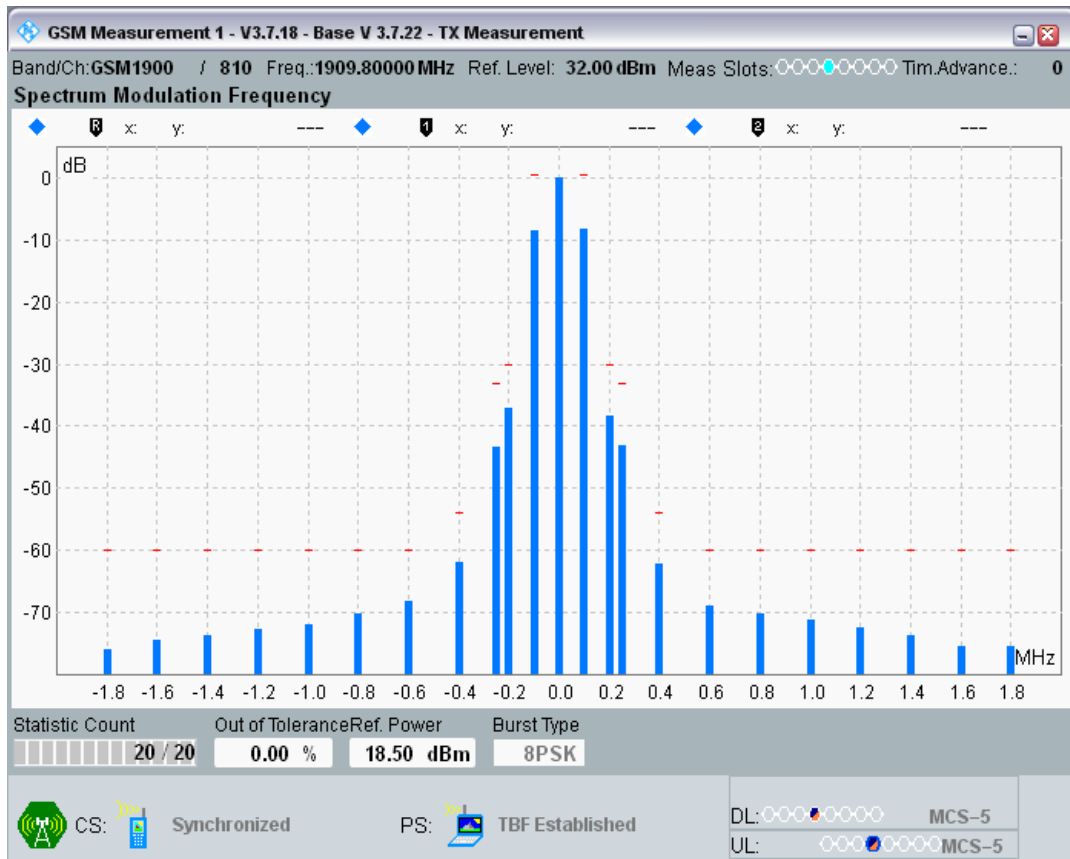 GSM Measurement 1 - V3.7.18 - Base V 3.7.22 - TX Measurement
Band/Ch:GSM1900 / 810 Freq.:1909.80000 MHz Ref. Level: 32.00 dBm Meas Slots: Tim.Advance.: 0
Spectrum Modulation Frequency
R x: y: --- 1 x: y: --- 2 x: y: ---
dB
0
-10
-20
-30
-40
-50
-60
-70
MHz
-1.8 -1.6 -1.4 -1.2 -1.0 -0.8 -0.6 -0.4 -0.2 0.0 0.2 0.4 0.6 0.8 1.0 1.2 1.4 1.6 1.8
Statistic Count Out of Tolerance Ref. Power Burst Type
20 / 20 0.00 % 18.50 dBm 8PSK
CS: Synchronized PS: TBF Established
DL: MCS-5
UL: MCS-5